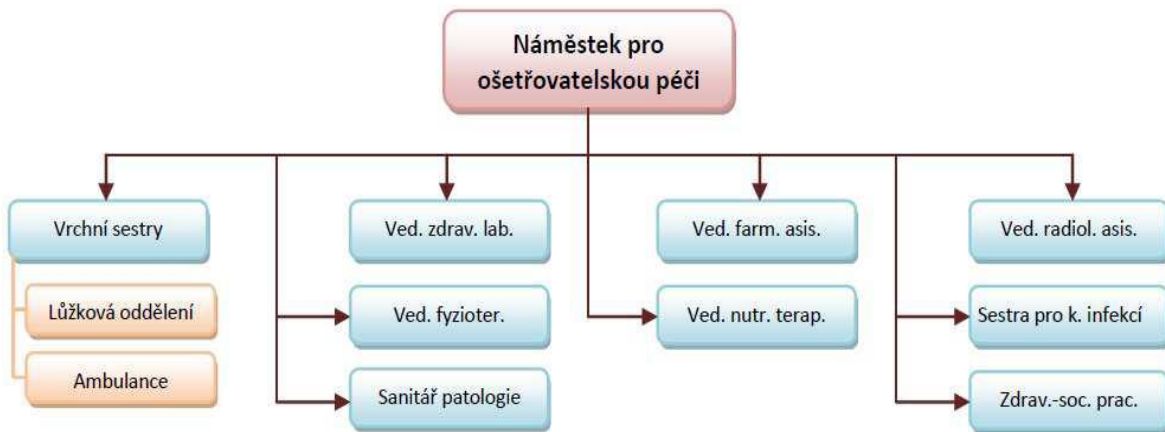 Náměstek pro
ošetřovatelskou péči
Vrchní sestry
Ved. zdrav. lab.
Ved. farm. asis.
Ved. radiol. asis.
Lůžková oddělení
Ved. fyzioter.
Ved. nutr. terap.
Sestra pro k. infekcí
Ambulance
Sanitář patologie
Zdrav.-soc. prac.